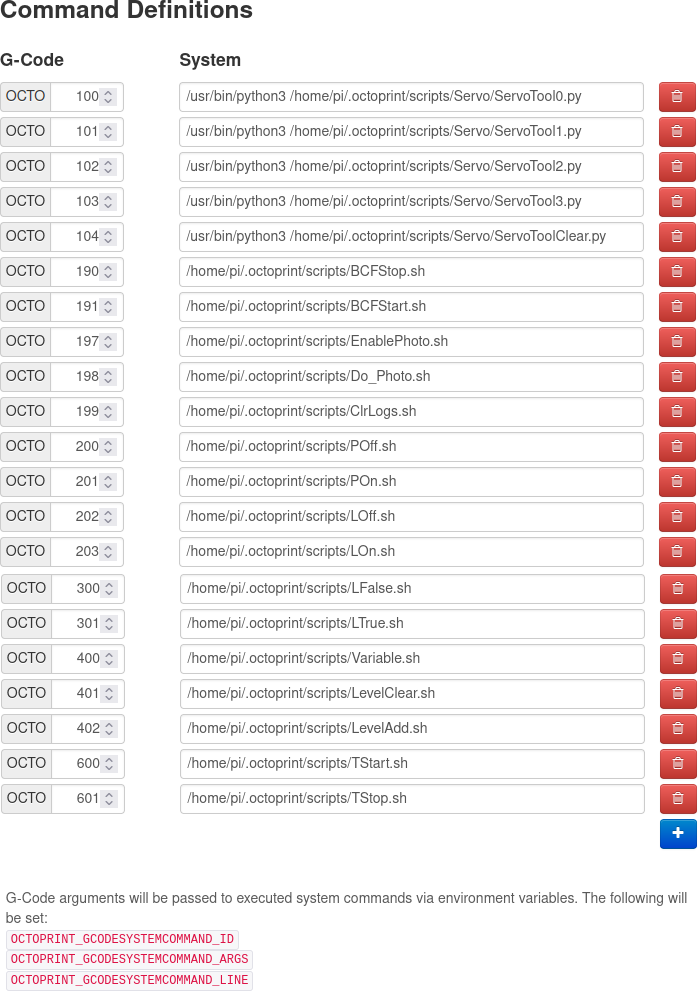 Command Definitions
G-Code System
OCTO 100 /usr/bin/python3 /home/pi/.octoprint/scripts/Servo/ServoTool0.py
OCTO 101 /usr/bin/python3 /home/pi/.octoprint/scripts/Servo/ServoTool1.py
OCTO 102 /usr/bin/python3 /home/pi/.octoprint/scripts/Servo/ServoTool2.py
OCTO 103 /usr/bin/python3 /home/pi/.octoprint/scripts/Servo/ServoTool3.py
OCTO 104 /usr/bin/python3 /home/pi/.octoprint/scripts/Servo/ServoToolClear.py
OCTO 190 /home/pi/.octoprint/scripts/BCFStop.sh
OCTO 191 /home/pi/.octoprint/scripts/BCFStart.sh
OCTO 197 /home/pi/.octoprint/scripts/EnablePhoto.sh
OCTO 198 /home/pi/.octoprint/scripts/Do_Photo.sh
OCTO 199 /home/pi/.octoprint/scripts/ClrLogs.sh
OCTO 200 /home/pi/.octoprint/scripts/POff.sh
OCTO 201 /home/pi/.octoprint/scripts/POn.sh
OCTO 202 /home/pi/.octoprint/scripts/LOff.sh
OCTO 203 /home/pi/.octoprint/scripts/LOn.sh
OCTO 300 /home/pi/.octoprint/scripts/LFalse.sh
OCTO 301 /home/pi/.octoprint/scripts/LTrue.sh
OCTO 400 /home/pi/.octoprint/scripts/Variable.sh
OCTO 401 /home/pi/.octoprint/scripts/LevelClear.sh
OCTO 402 /home/pi/.octoprint/scripts/LevelAdd.sh
OCTO 600 /home/pi/.octoprint/scripts/TStart.sh
OCTO 601 /home/pi/.octoprint/scripts/TStop.sh
G-Code arguments will be passed to executed system commands via environment variables. The following will
be set:
OCTOPRINT_GCODESYSTEMCOMMAND_ID
OCTOPRINT_GCODESYSTEMCOMMAND_ARGS
OCTOPRINT_GCODESYSTEMCOMMAND_LINE